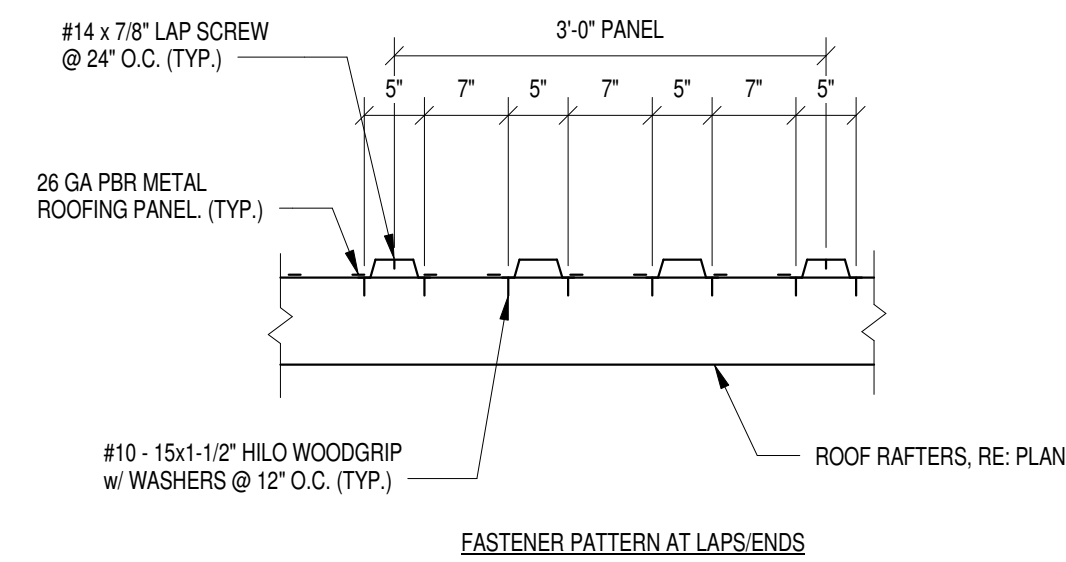 #14 x 7/8" LAP SCREW
@ 24" O.C. (TYP.)
3'-0" PANEL
5" 7" 5" 7" 5" 7" 5"
26 GA PBR METAL
ROOFING PANEL. (TYP.)
#10 - 15x1-1/2" HILO WOODGRIP
w/ WASHERS @ 12" O.C. (TYP.)
ROOF RAFTERS, RE: PLAN
FASTENER PATTERN AT LAPS/ENDS